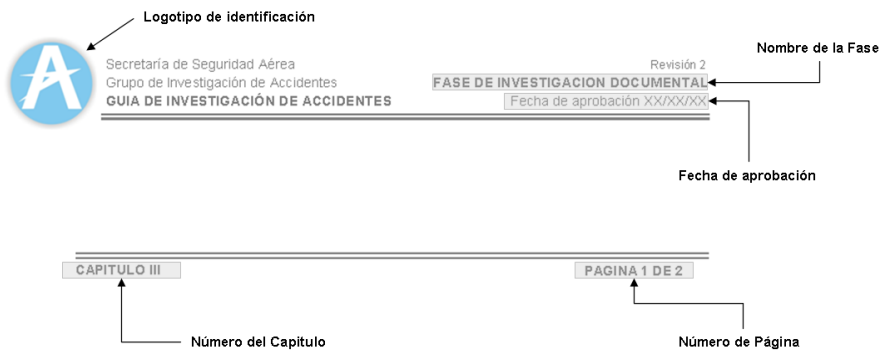 Logotipo de identificación
Nombre de la Fase
Secretaría de Seguridad Aérea
Revisión 2
Grupo de Investigación de Accidentes
FASE DE INVESTIGACION DOCUMENTAL
GUIA DE INVESTIGACIÓN DE ACCIDENTES
Fecha de aprobación XX/XX/XX
Fecha de aprobación
CAPITULO III
PAGINA 1 DE 2
Número del Capitulo
Número de Página